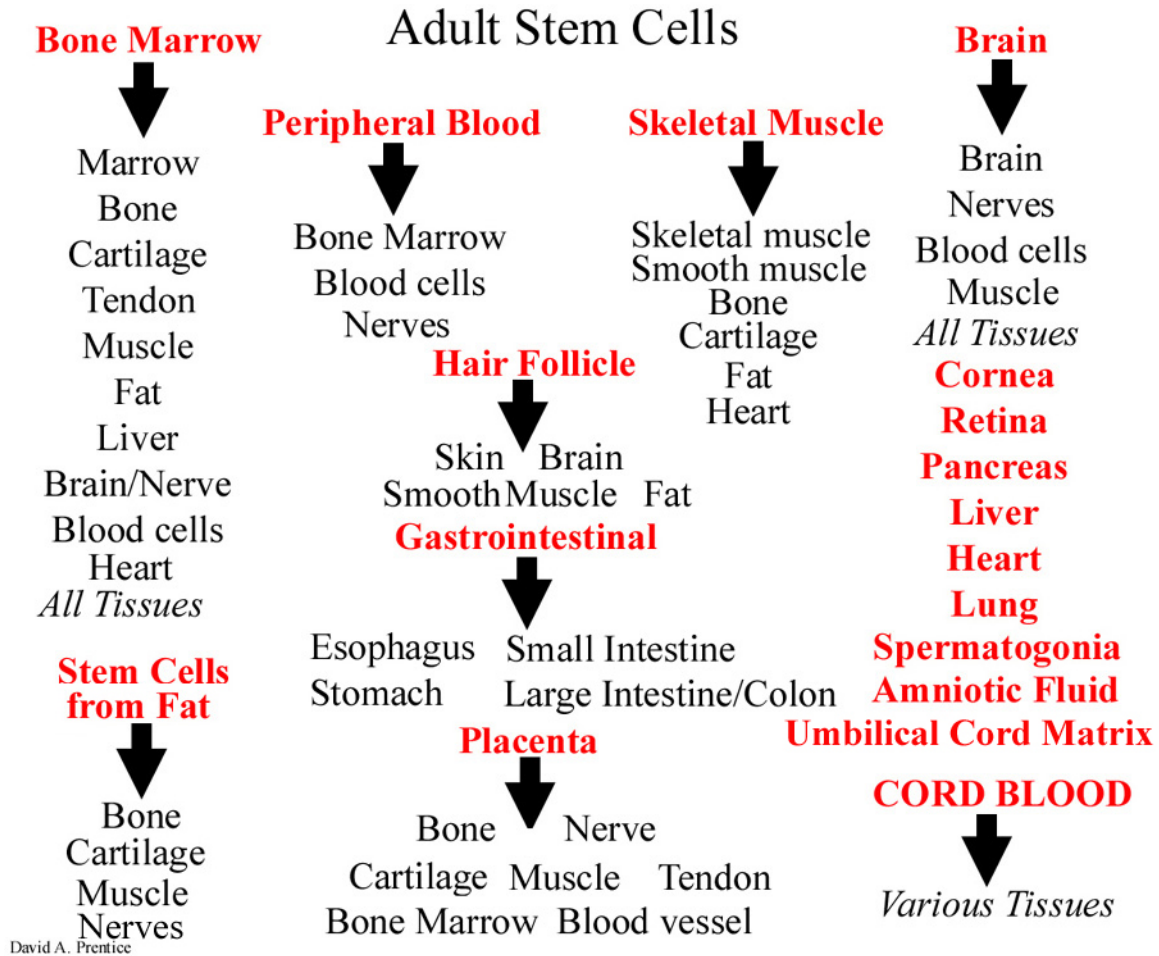 Adult Stem Cells
Bone Marrow
Marrow
Bone
Cartilage
Tendon
Muscle
Fat
Liver
Brain/Nerve
Blood cells
Heart
All Tissues
Stem Cells
from Fat
Bone
Cartilage
Muscle
Nerves
Peripheral Blood
Bone Marrow
Blood cells
Nerves
Hair Follicle
Skin Brain
Smooth Muscle Fat
Gastrointestinal
Esophagus Small Intestine
Stomach Large Intestine/Colon
Placenta
Bone Nerve
Cartilage Muscle Tendon
Bone Marrow Blood vessel
Skeletal Muscle
Skeletal muscle
Smooth muscle
Bone
Cartilage
Fat
Heart
Brain
Brain
Nerves
Blood cells
Muscle
All Tissues
Cornea
Retina
Pancreas
Liver
Heart
Lung
Spermatogonia
Amniotic Fluid
Umbilical Cord Matrix
CORD BLOOD
Various Tissues
David A. Prentice